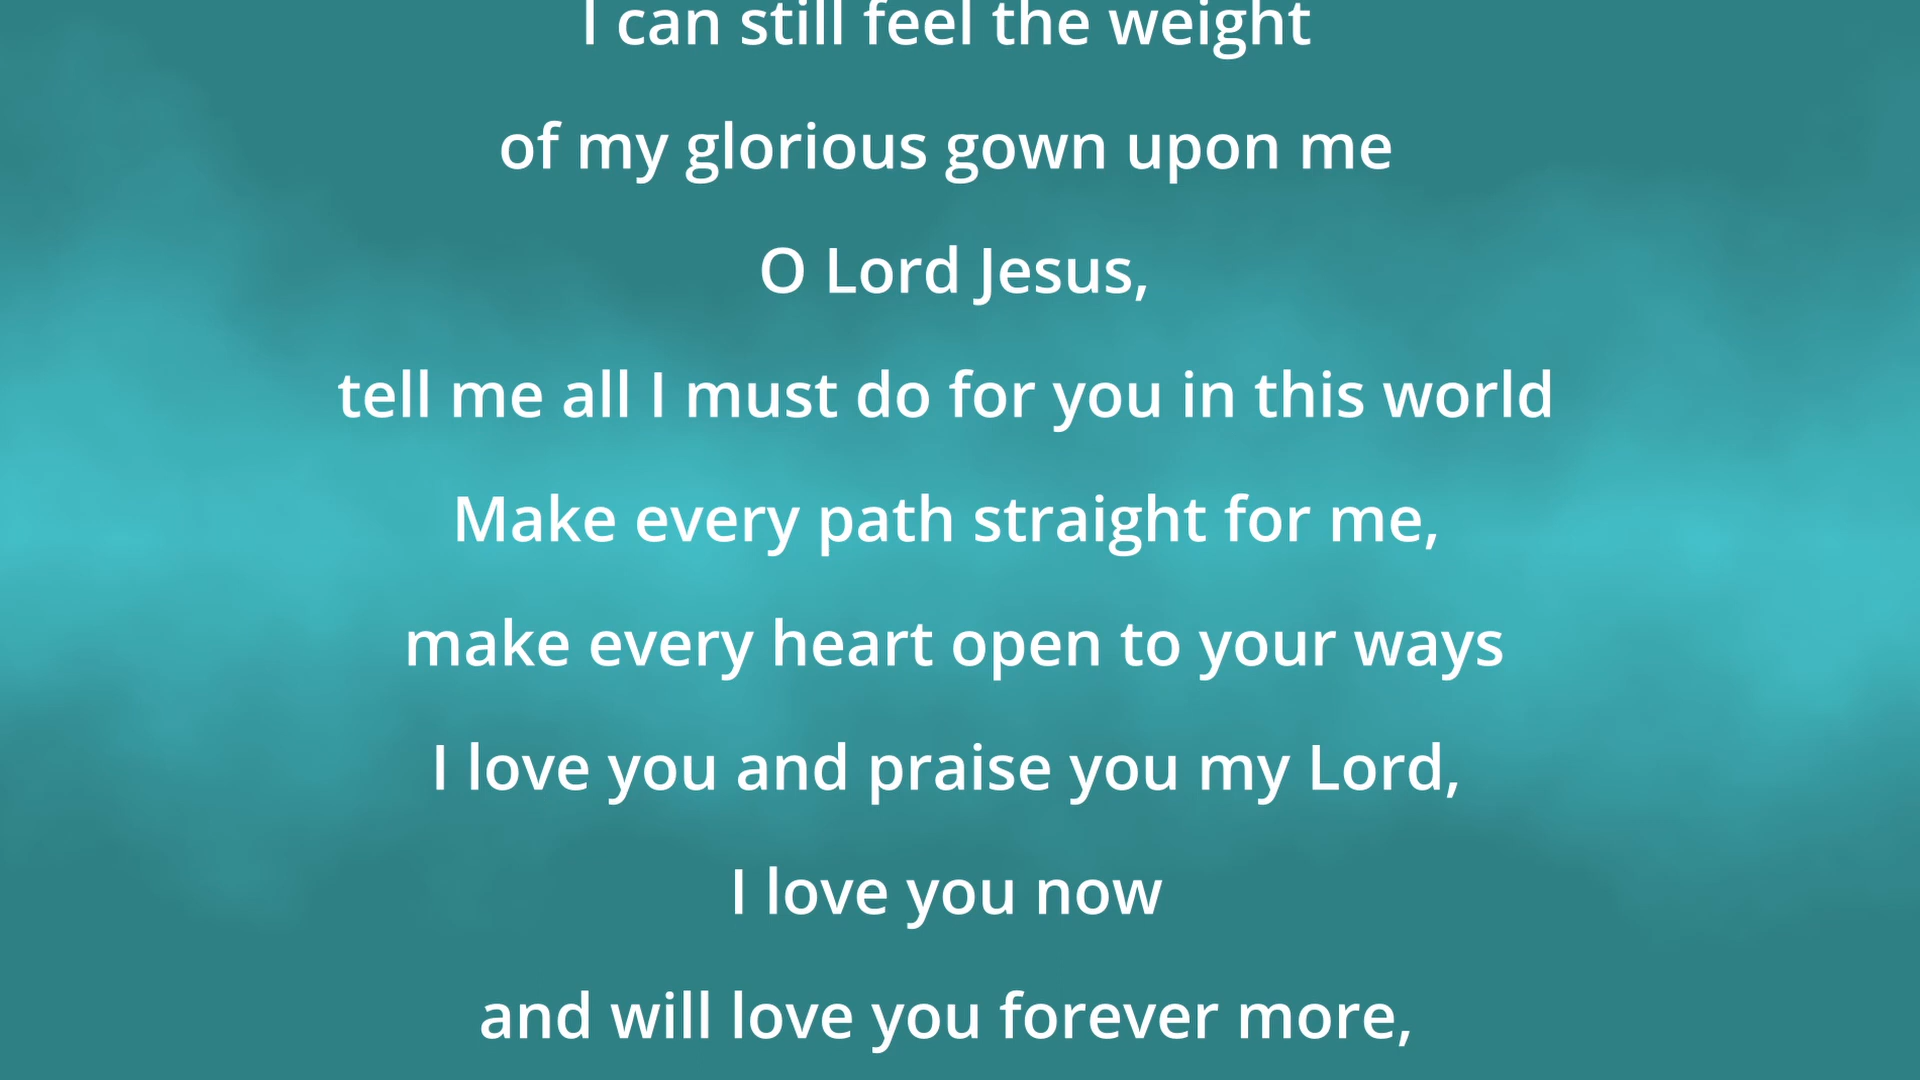 I can still feel the weight
of my glorious gown upon me
O Lord Jesus,
tell me all I must do for you in this world
Make every path straight for me,
make every heart open to your ways
I love you and praise you my Lord,
I love you now
and will love you forever more,